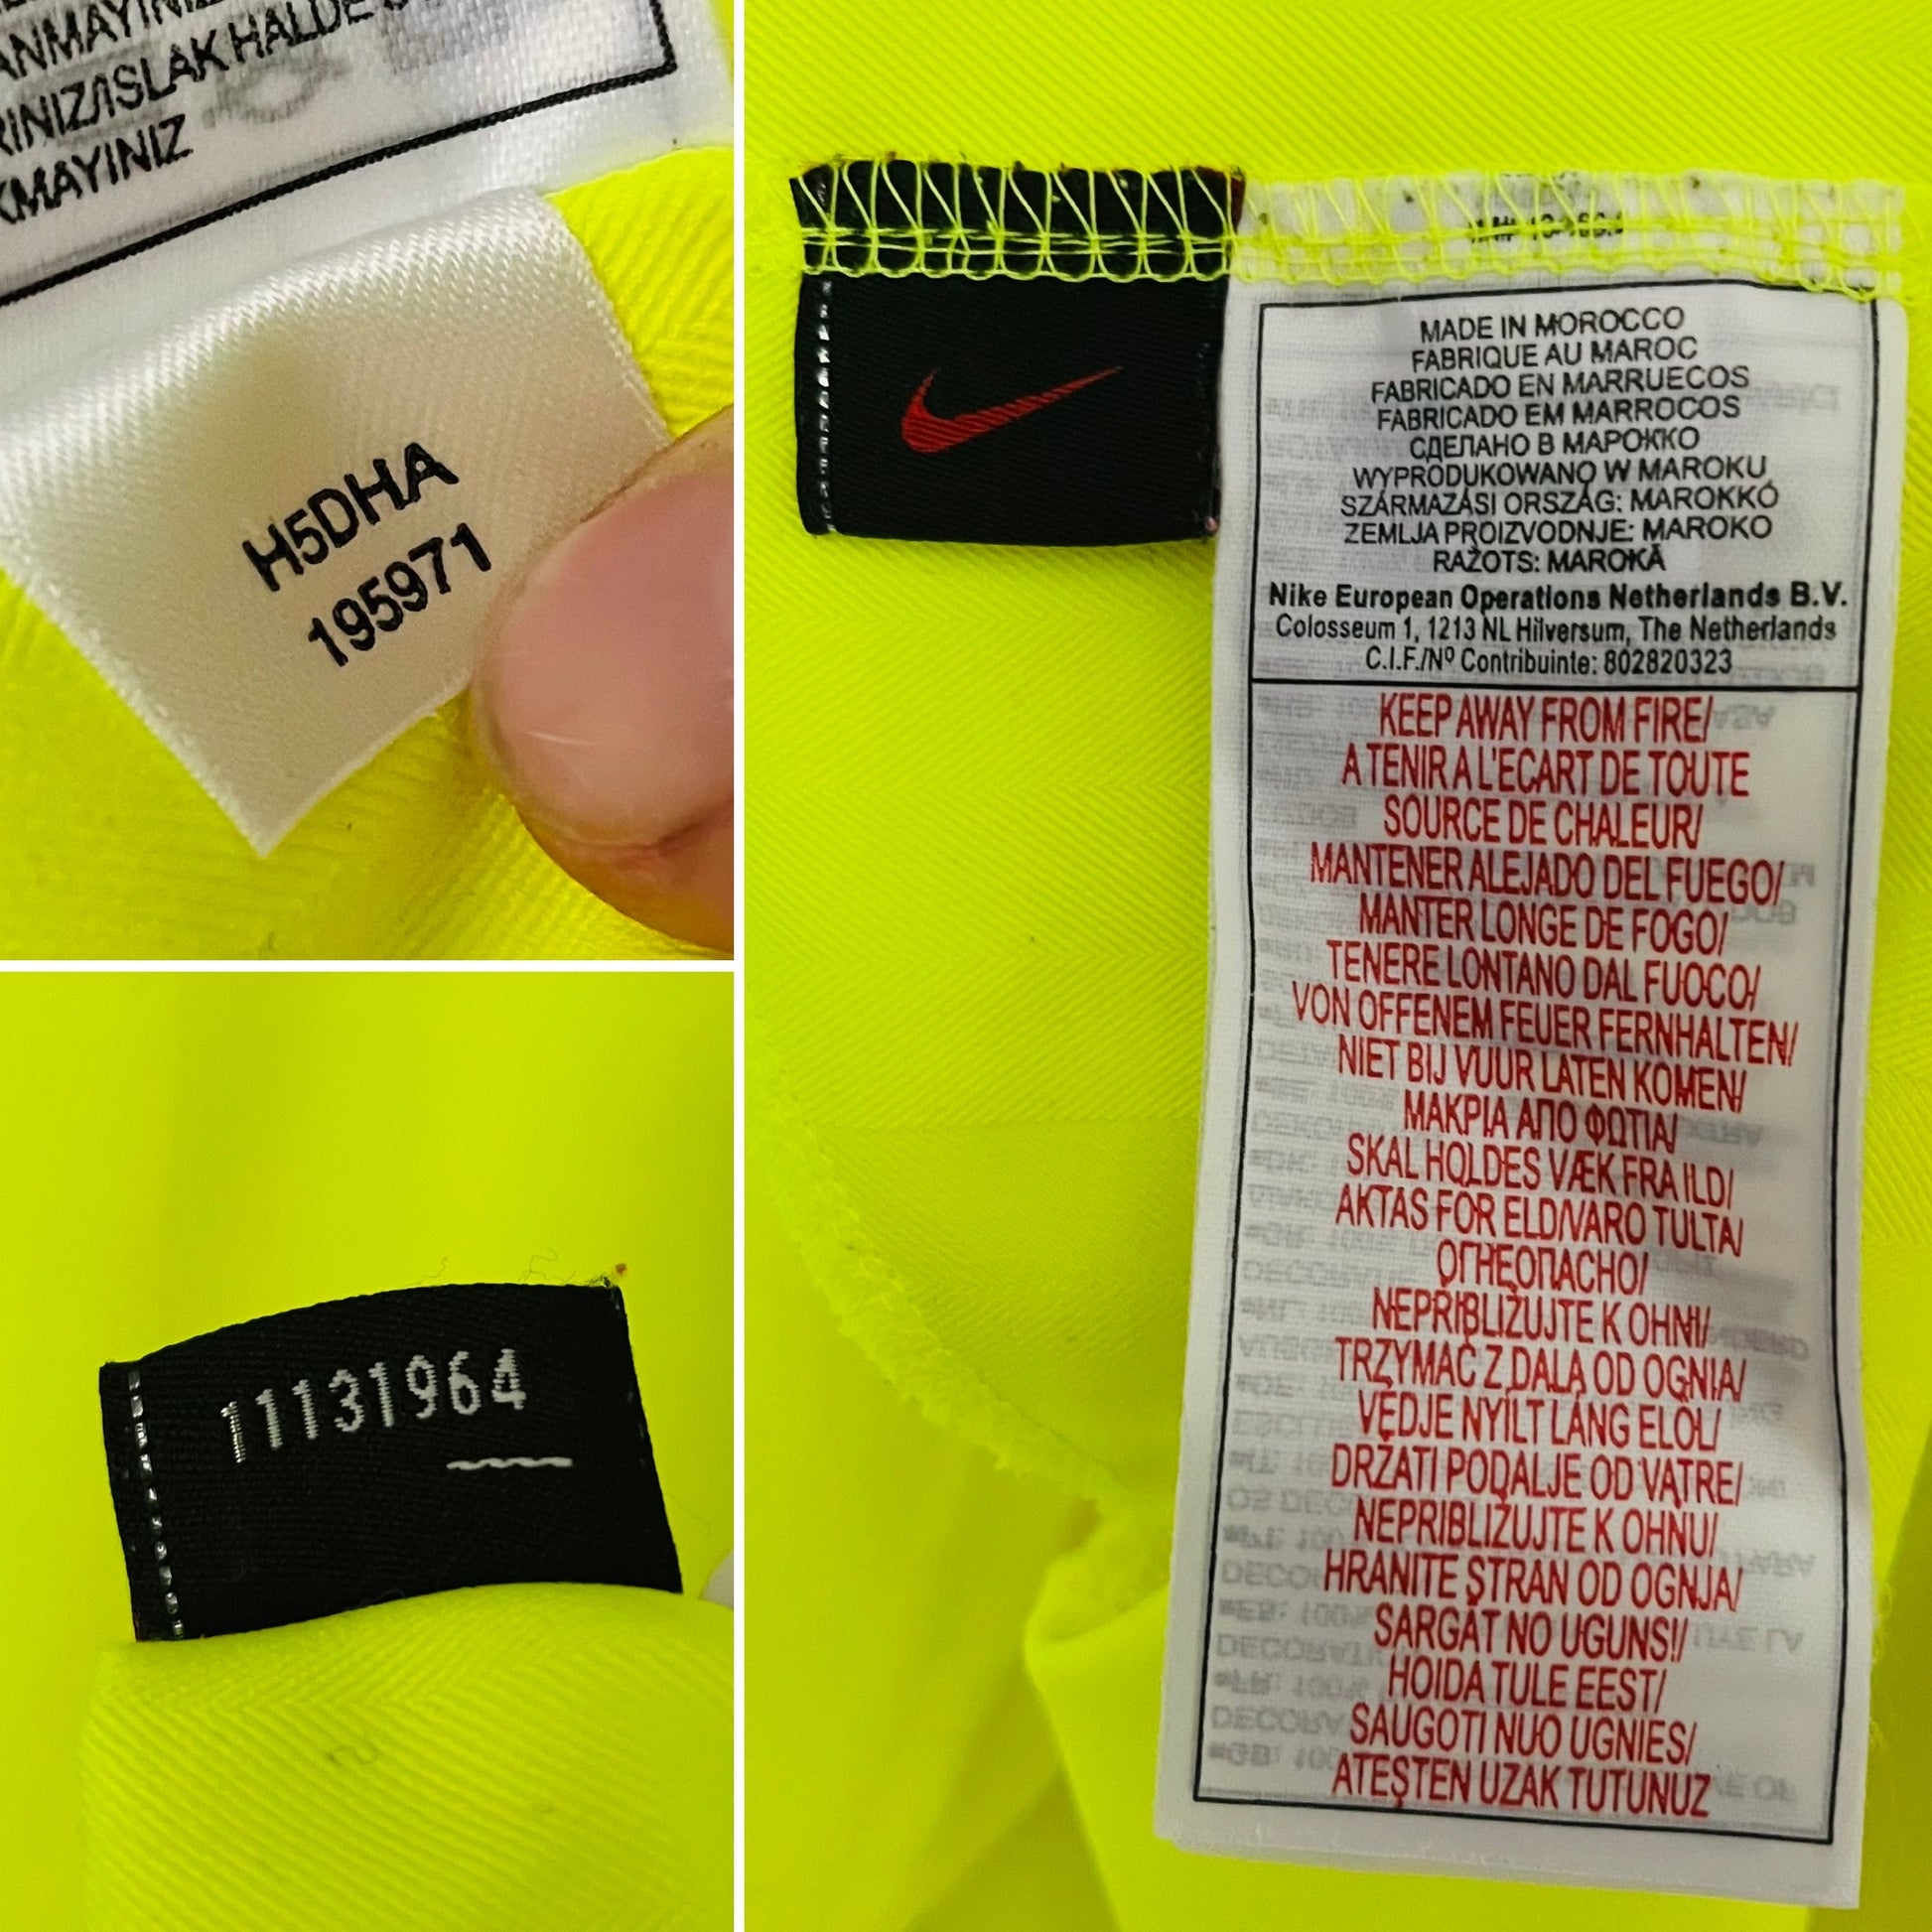 ANMAYINIZ
RINIZ/ISLAK HALDE
KMAYINIZ
H5DHA
195971
11131964
MADE IN MOROCCO
FABRIQUE AU MAROC
FABRICADO EN MARRUECOS
FABRICADO EM MARROCOS
СДЕЛАНО В МАРОККО
WYPRODUKOWANO W MAROKU
SZÁRMAZÁSI ORSZÁG: MAROKKÓ
ZEMLJA PROIZVODNJE: MAROKO
RAŽOTS: MAROKĀ
Nike European Operations Netherlands B.V.
Colosseum 1, 1213 NL Hilversum, The Netherlands
C.I.F./Nº Contribuinte: 802820323
KEEP AWAY FROM FIRE/
A TENIR A L'ECART DE TOUTE
SOURCE DE CHALEUR/
MANTENER ALEJADO DEL FUEGO/
MANTER LONGE DE FOGO/
TENERE LONTANO DAL FUOCO/
VON OFFENEM FEUER FERNHALTEN/
NIET BIJ VUUR LATEN KOMEN/
ΜΑΚΡΙΑ ΑΠΟ ΦΩΤΙΑ/
SKAL HOLDES VÆK FRA ILD/
AKTAS FÖR ELD/VARO TULTA/
ОГНЕОПАСНО/
NEPŘIBLIŽUJTE K OHNI/
TRZYMAĆ Z DALA OD OGNIA/
VÉDJE NYÍLT LÁNG ELŐL/
DRŽATI PODALJE OD VATRE/
NEPRIBLIŽUJTE K OHŇU/
HRANITE STRAN OD OGNJA/
SARGĀT NO UGUNS!/
HOIDA TULE EEST/
SAUGOTI NUO UGNIES/
ATEŞTEN UZAK TUTUNUZ